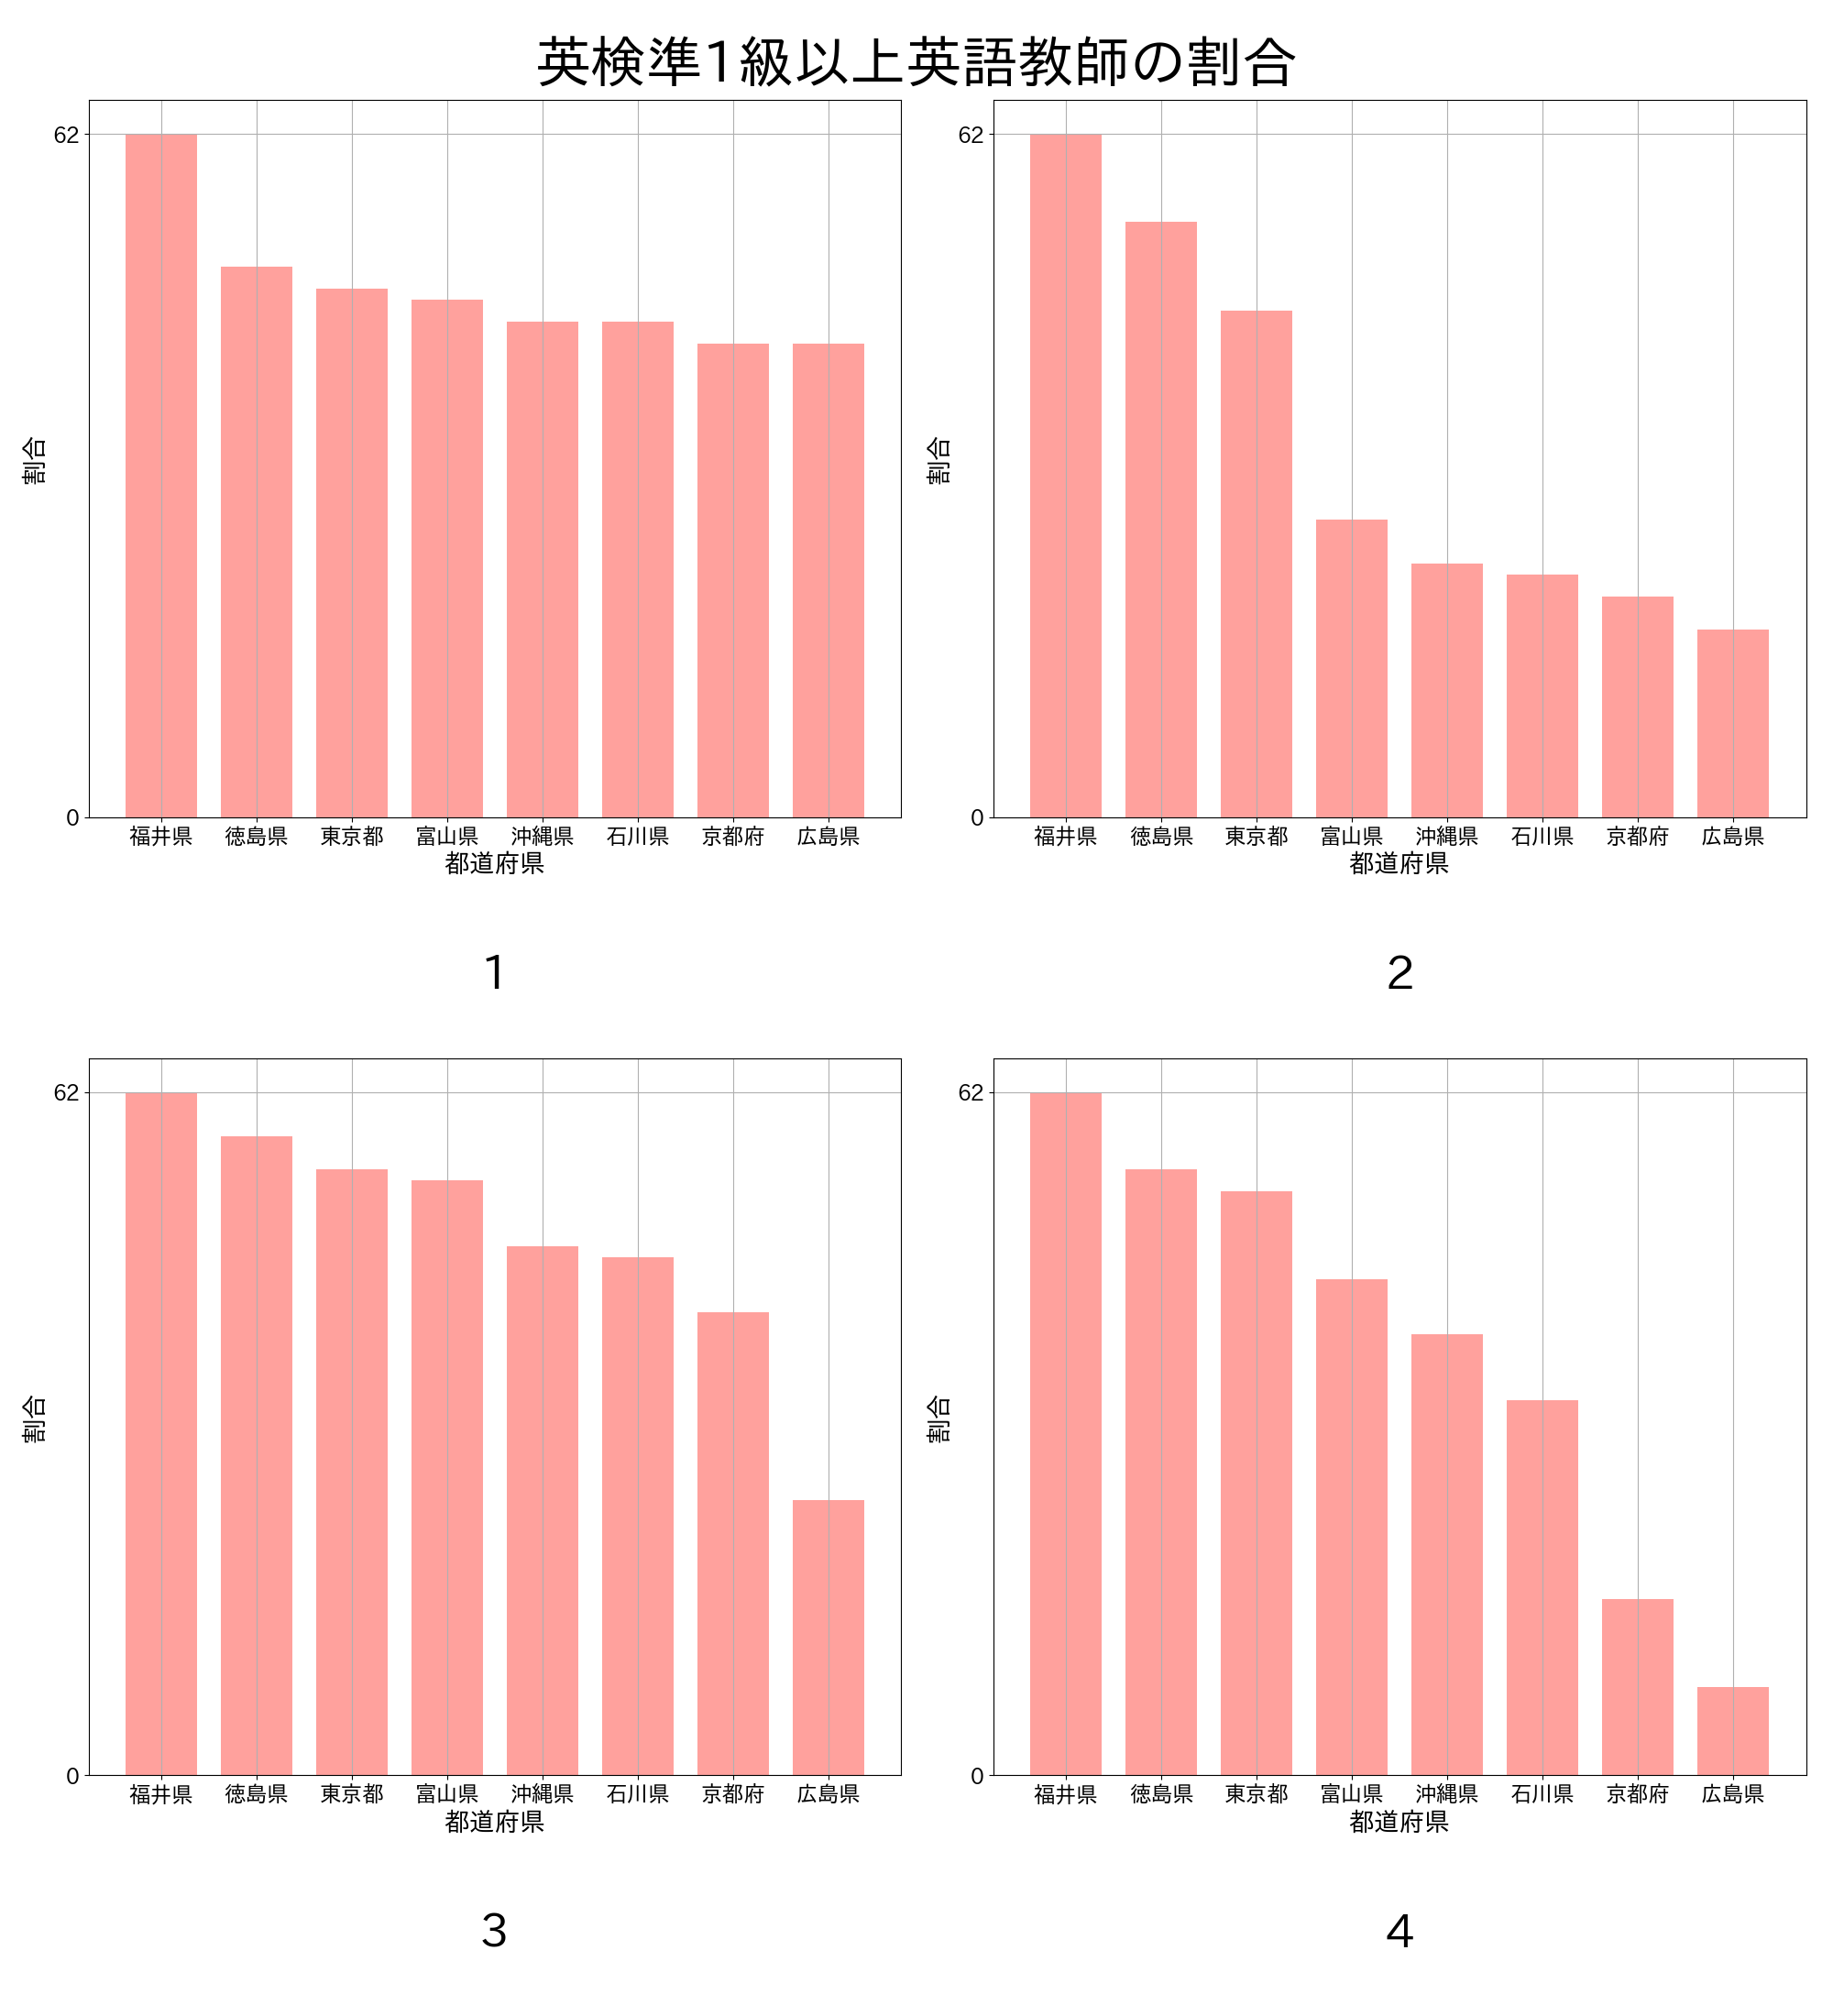 英検準1級以上英語教師の割合
62
0
割合
福井県 徳島県 東京都 富山県 沖縄県 石川県 京都府 広島県
都道府県
1
62
0
割合
福井県 徳島県 東京都 富山県 沖縄県 石川県 京都府 広島県
都道府県
2
62
0
割合
福井県 徳島県 東京都 富山県 沖縄県 石川県 京都府 広島県
都道府県
3
62
0
割合
福井県 徳島県 東京都 富山県 沖縄県 石川県 京都府 広島県
都道府県
4